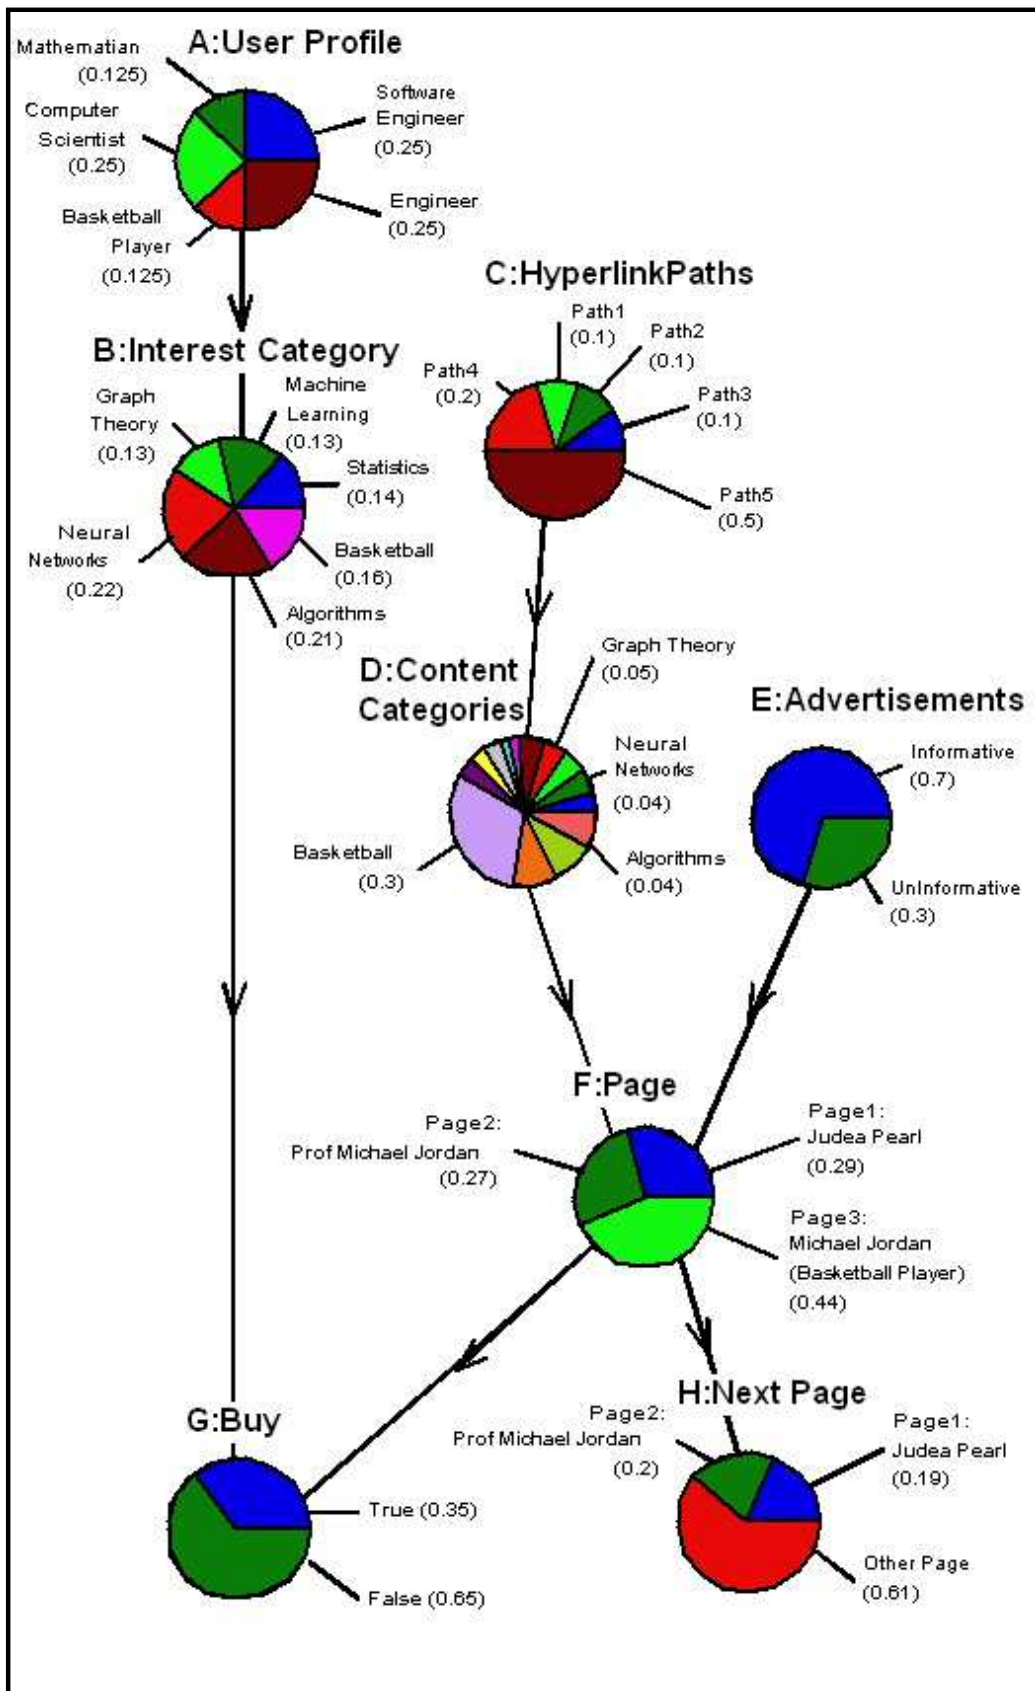 A:User Profile
Mathematian
(0.125)
Software
Engineer
(0.25)
Computer
Scientist
(0.25)
Engineer
(0.25)
Basketball
Player
(0.125)
C:HyperlinkPaths
Path1
(0.1)
Path2
(0.1)
Path4
(0.2)
Path3
(0.1)
Path5
(0.5)
B:Interest Category
Graph
Theory
(0.13)
Machine
Learning
(0.13)
Statistics
(0.14)
Neural
Networks
(0.22)
Basketball
(0.16)
Algorithms
(0.21)
D:Content
Categories
Graph Theory
(0.05)
Neural
Networks
(0.04)
Basketball
(0.3)
Algorithms
(0.04)
E:Advertisements
Informative
(0.7)
UnInformative
(0.3)
F:Page
Page2:
Prof Michael Jordan
(0.27)
Page1:
Judea Pearl
(0.29)
Page3:
Michael Jordan
(Basketball Player)
(0.44)
G:Buy
True (0.35)
False (0.65)
H:Next Page
Page2:
Prof Michael Jordan
(0.2)
Page1:
Judea Pearl
(0.19)
Other Page
(0.61)